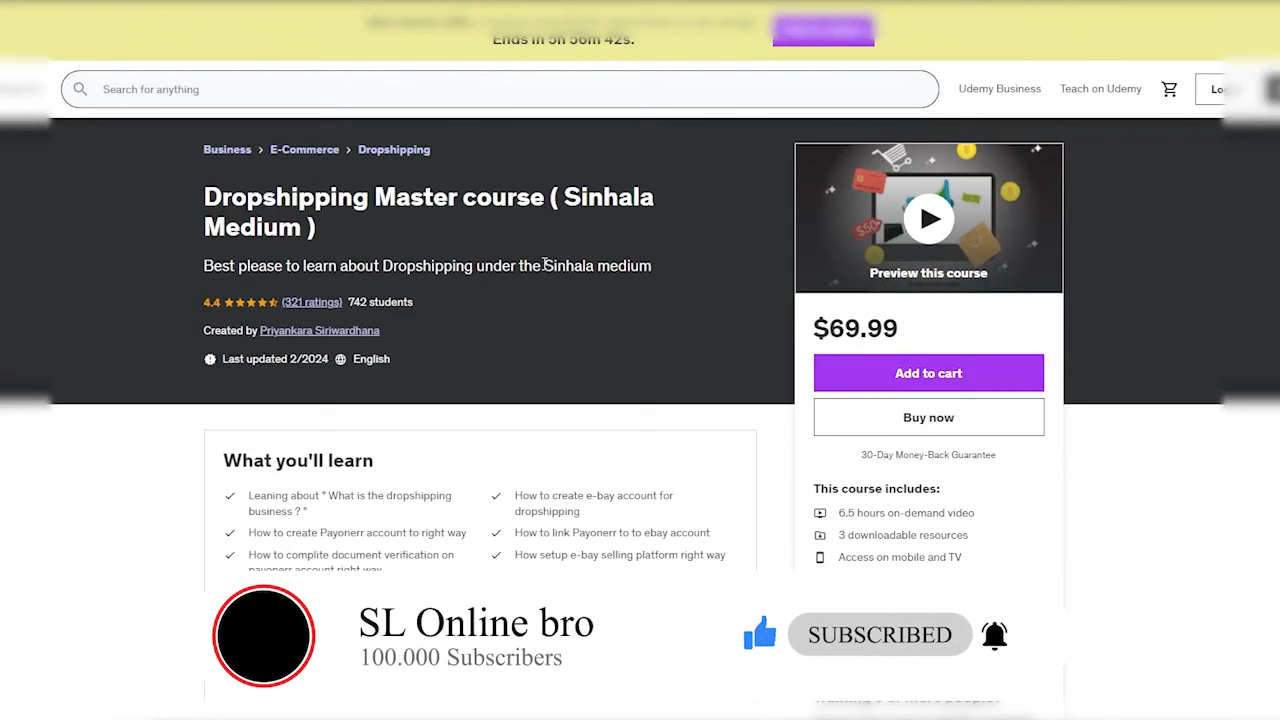 Ends in 5h 56m 42s.
Search for anything
Udemy Business
Teach on Udemy
Business > E-Commerce > Dropshipping
Dropshipping Master course ( Sinhala
Medium )
Best please to learn about Dropshipping under the Sinhala medium
4.4 (321 ratings) 742 students
Created by Priyankara Siriwardhana
Last updated 2/2024 English
$50
Preview this course
$69.99
Add to cart
Buy now
30-Day Money-Back Guarantee
This course includes:
6.5 hours on-demand video
3 downloadable resources
Access on mobile and TV
What you'll learn
Leaning about " What is the dropshipping
business ? "
How to create Payonerr account to right way
How to complite document verification on
payonerr account right way
How to create e-bay account for
dropshipping
How to link Payonerr to to ebay account
How setup e-bay selling platform right way
SL Online bro
100.000 Subscribers
SUBSCRIBED